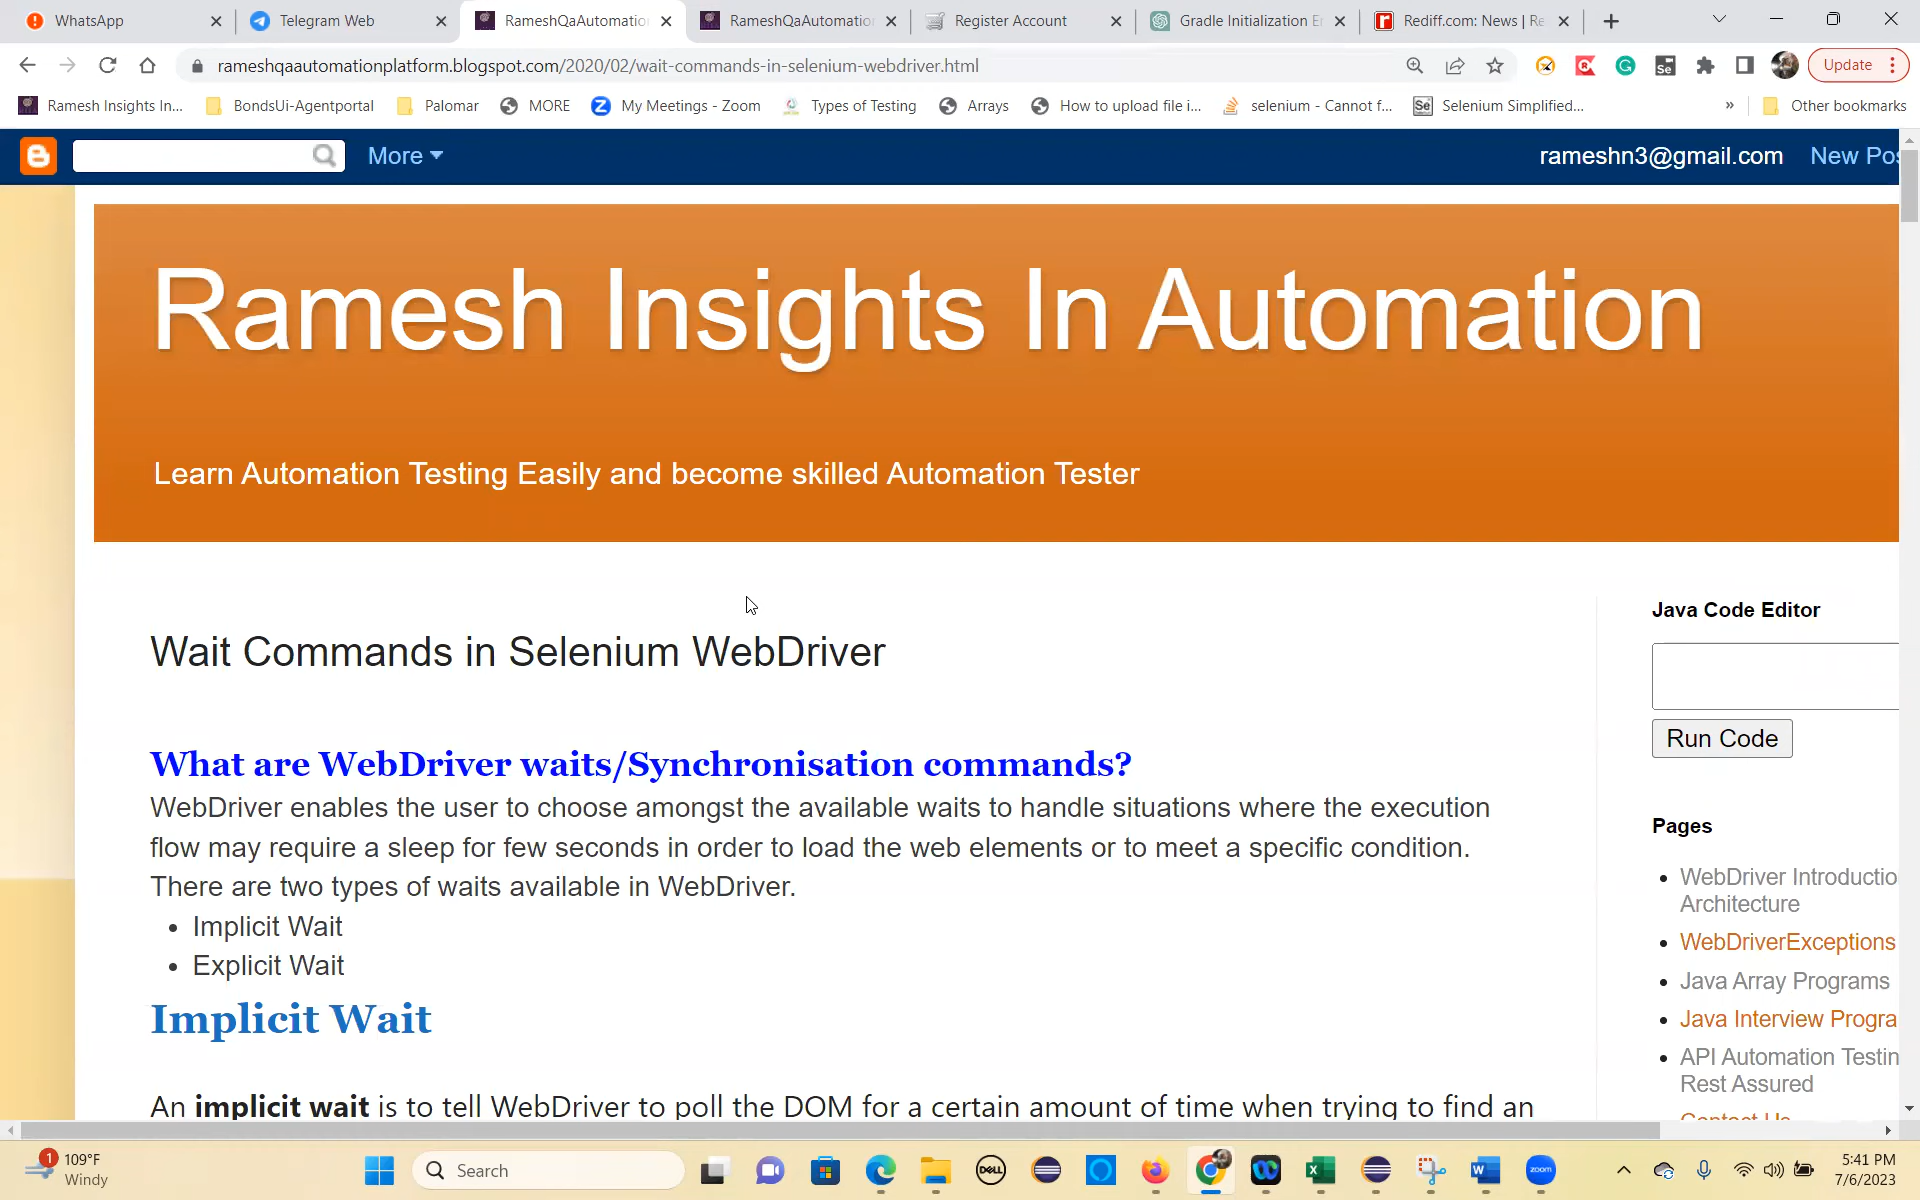 WhatsApp
Telegram Web
RameshQaAutomatio
RameshQaAutomatio
Register Account
Gradle Initialization E
Rediff.com: News | Re
rameshqaautomationplatform.blogspot.com/2020/02/wait-commands-in-selenium-webdriver.html
Update
Ramesh Insights In...
BondsUi-Agentportal
Palomar
MORE
My Meetings - Zoom
Types of Testing
Arrays
How to upload file i...
selenium - Cannot f...
Selenium Simplified...
»
Other bookmarks
More
rameshn3@gmail.com
New Pos
Ramesh Insights In Automation
Learn Automation Testing Easily and become skilled Automation Tester
Wait Commands in Selenium WebDriver
What are WebDriver waits/Synchronisation commands?
WebDriver enables the user to choose amongst the available waits to handle situations where the execution
flow may require a sleep for few seconds in order to load the web elements or to meet a specific condition.
There are two types of waits available in WebDriver.
• Implicit Wait
• Explicit Wait
Implicit Wait
An implicit wait is to tell WebDriver to poll the DOM for a certain amount of time when trying to find an
Java Code Editor
Run Code
Pages
• WebDriver Introductio
Architecture
• WebDriverExceptions
• Java Array Programs
• Java Interview Progra
• API Automation Testin
Rest Assured
Contact Us
1
109°F
Windy
Search
DELL
zoom
5:41 PM
7/6/2023